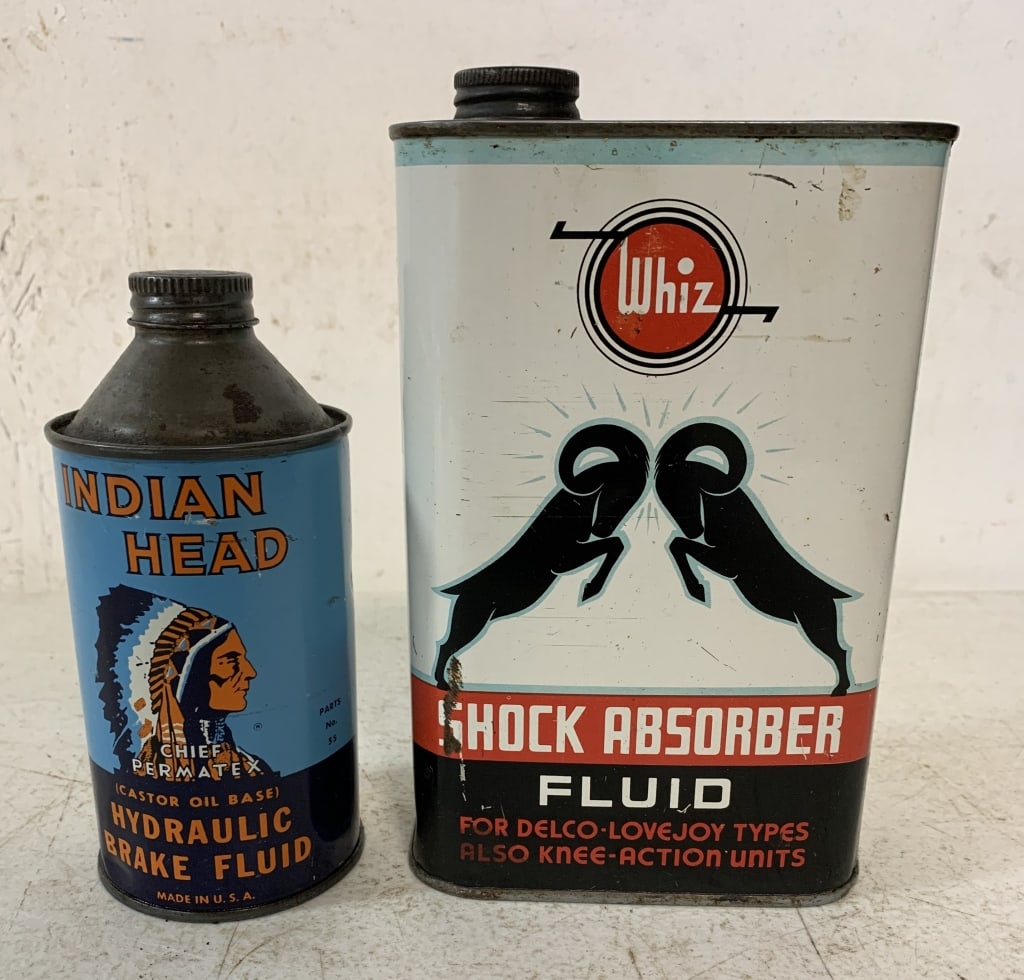 INDIAN
HEAD
PARTS
No.
55
CHIEF
PERMATEX
(CASTOR OIL BASE)
HYDRAULIC
BRAKE FLUID
MADE IN U.S.A.
Whiz
SHOCK ABSORBER
FLUID
FOR DELCO-LOVEJOY TYPES
ALSO KNEE-ACTION UNITS